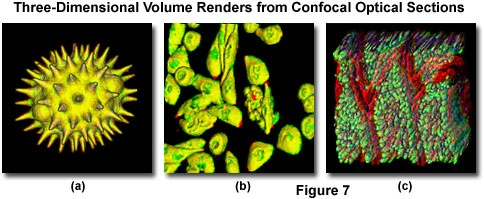 Three-Dimensional Volume Renders from Confocal Optical Sections
(a)
(b)
Figure 7
(c)